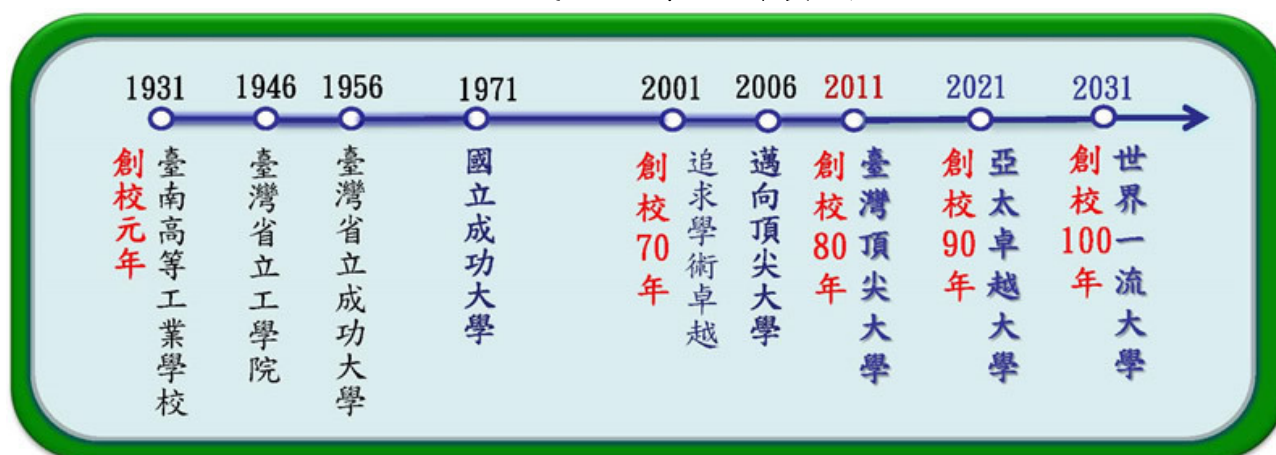 1931
1946
1956
1971
2001
2006
2011
2021
2031
創校元年
臺南高等工業學校
臺灣省立工學院
臺灣省立成功大學
國立成功大學
創校70年
追求學術卓越
邁向頂尖大學
創校80年
臺灣頂尖大學
創校90年
亞太卓越大學
創校100年
世界一流大學